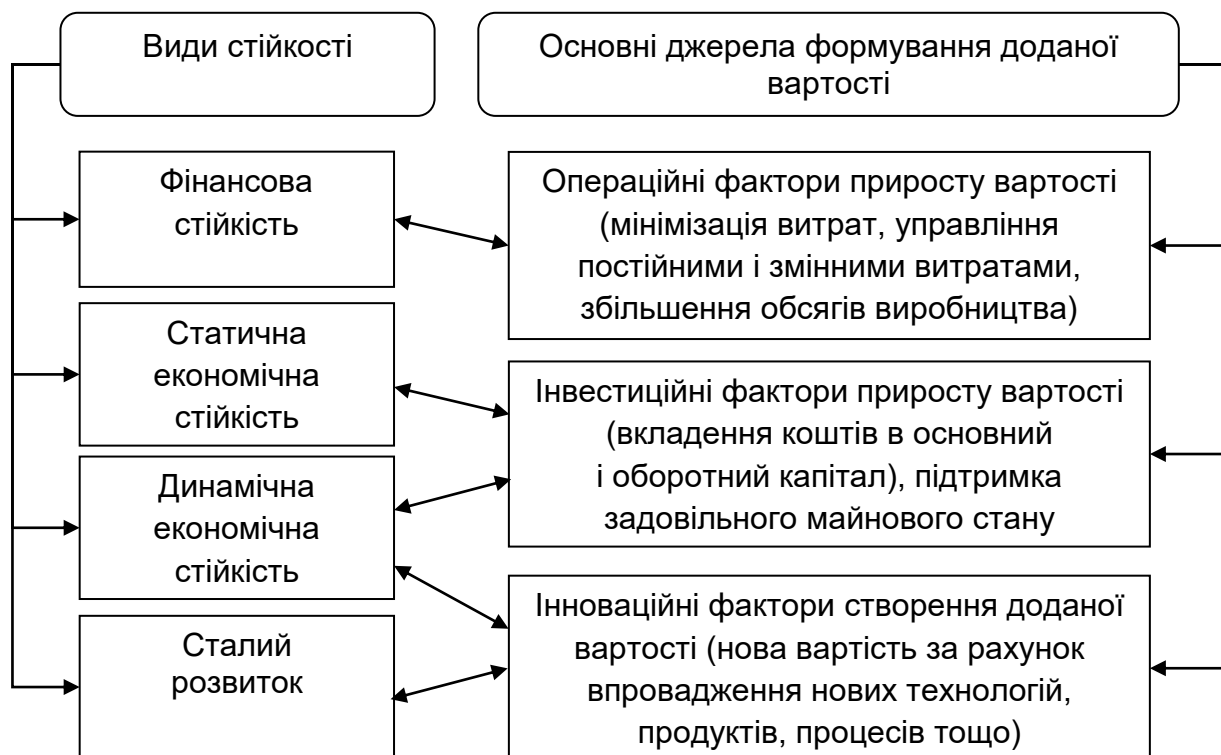 Види стійкості
Основні джерела формування доданої
вартості
Фінансова
стійкість
Операційні фактори приросту вартості
(мінімізація витрат, управління
постійними і змінними витратами,
збільшення обсягів виробництва)
Статична
економічна
стійкість
Інвестиційні фактори приросту вартості
(вкладення коштів в основний
і оборотний капітал), підтримка
задовільного майнового стану
Динамічна
економічна
стійкість
Інноваційні фактори створення доданої
вартості (нова вартість за рахунок
впровадження нових технологій,
продуктів, процесів тощо)
Сталий
розвиток